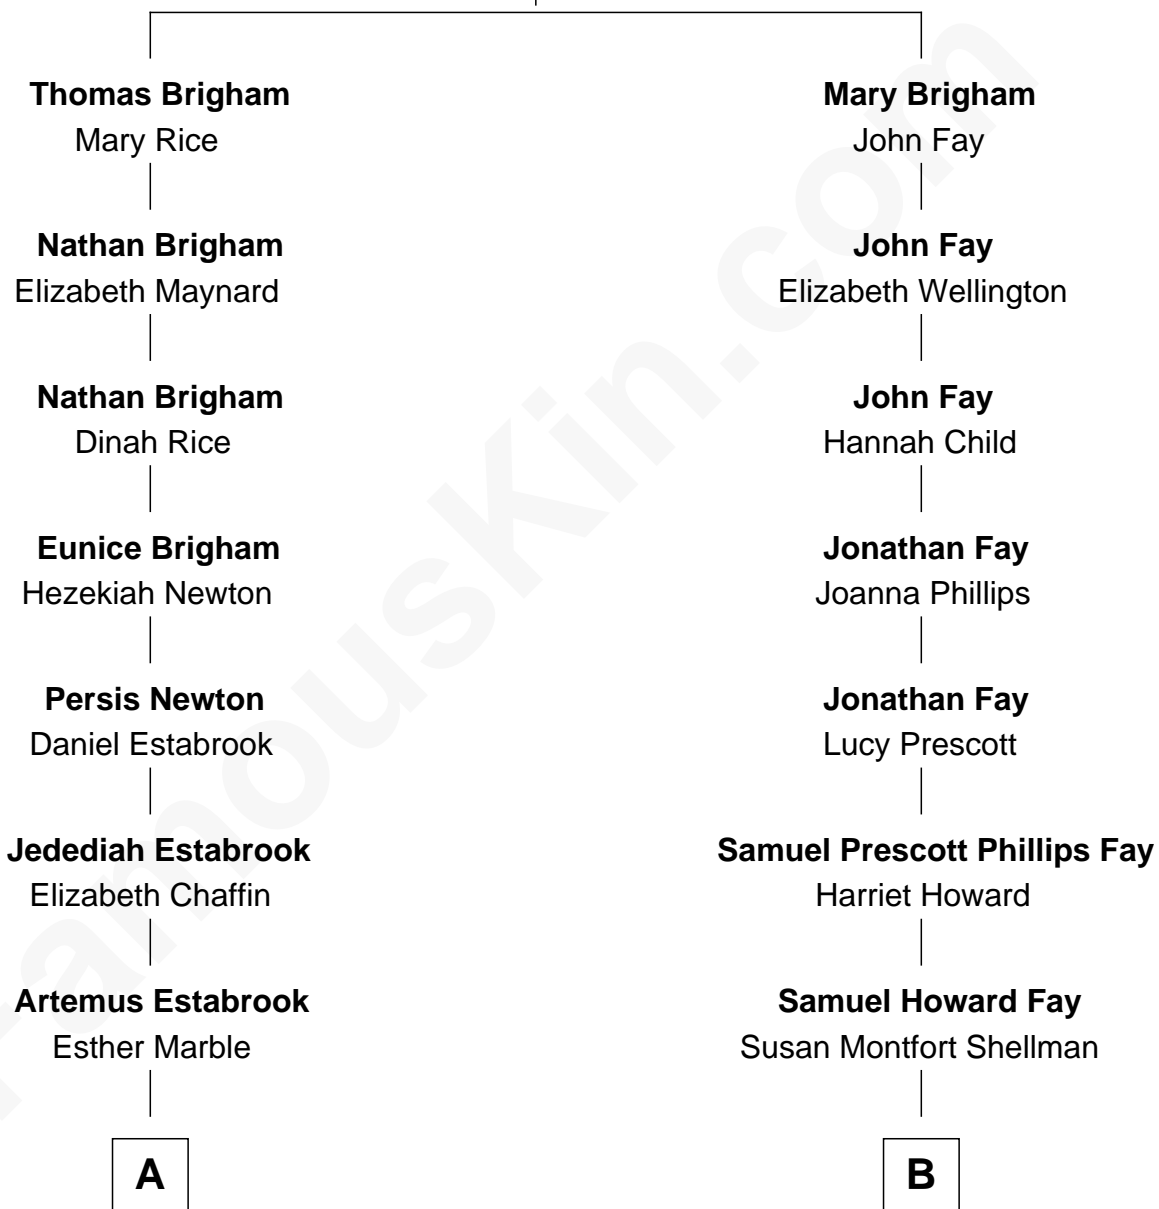 Thomas Brigham
Mary Rice
Nathan Brigham
Elizabeth Maynard
Nathan Brigham
Dinah Rice
Eunice Brigham
Hezekiah Newton
Persis Newton
Daniel Estabrook
Jedediah Estabrook
Elizabeth Chaffin
Artemus Estabrook
Esther Marble
A
Mary Brigham
John Fay
John Fay
Elizabeth Wellington
John Fay
Hannah Child
Jonathan Fay
Joanna Phillips
Jonathan Fay
Lucy Prescott
Samuel Prescott Phillips Fay
Harriet Howard
Samuel Howard Fay
Susan Montfort Shellman
B
FamousKin.com